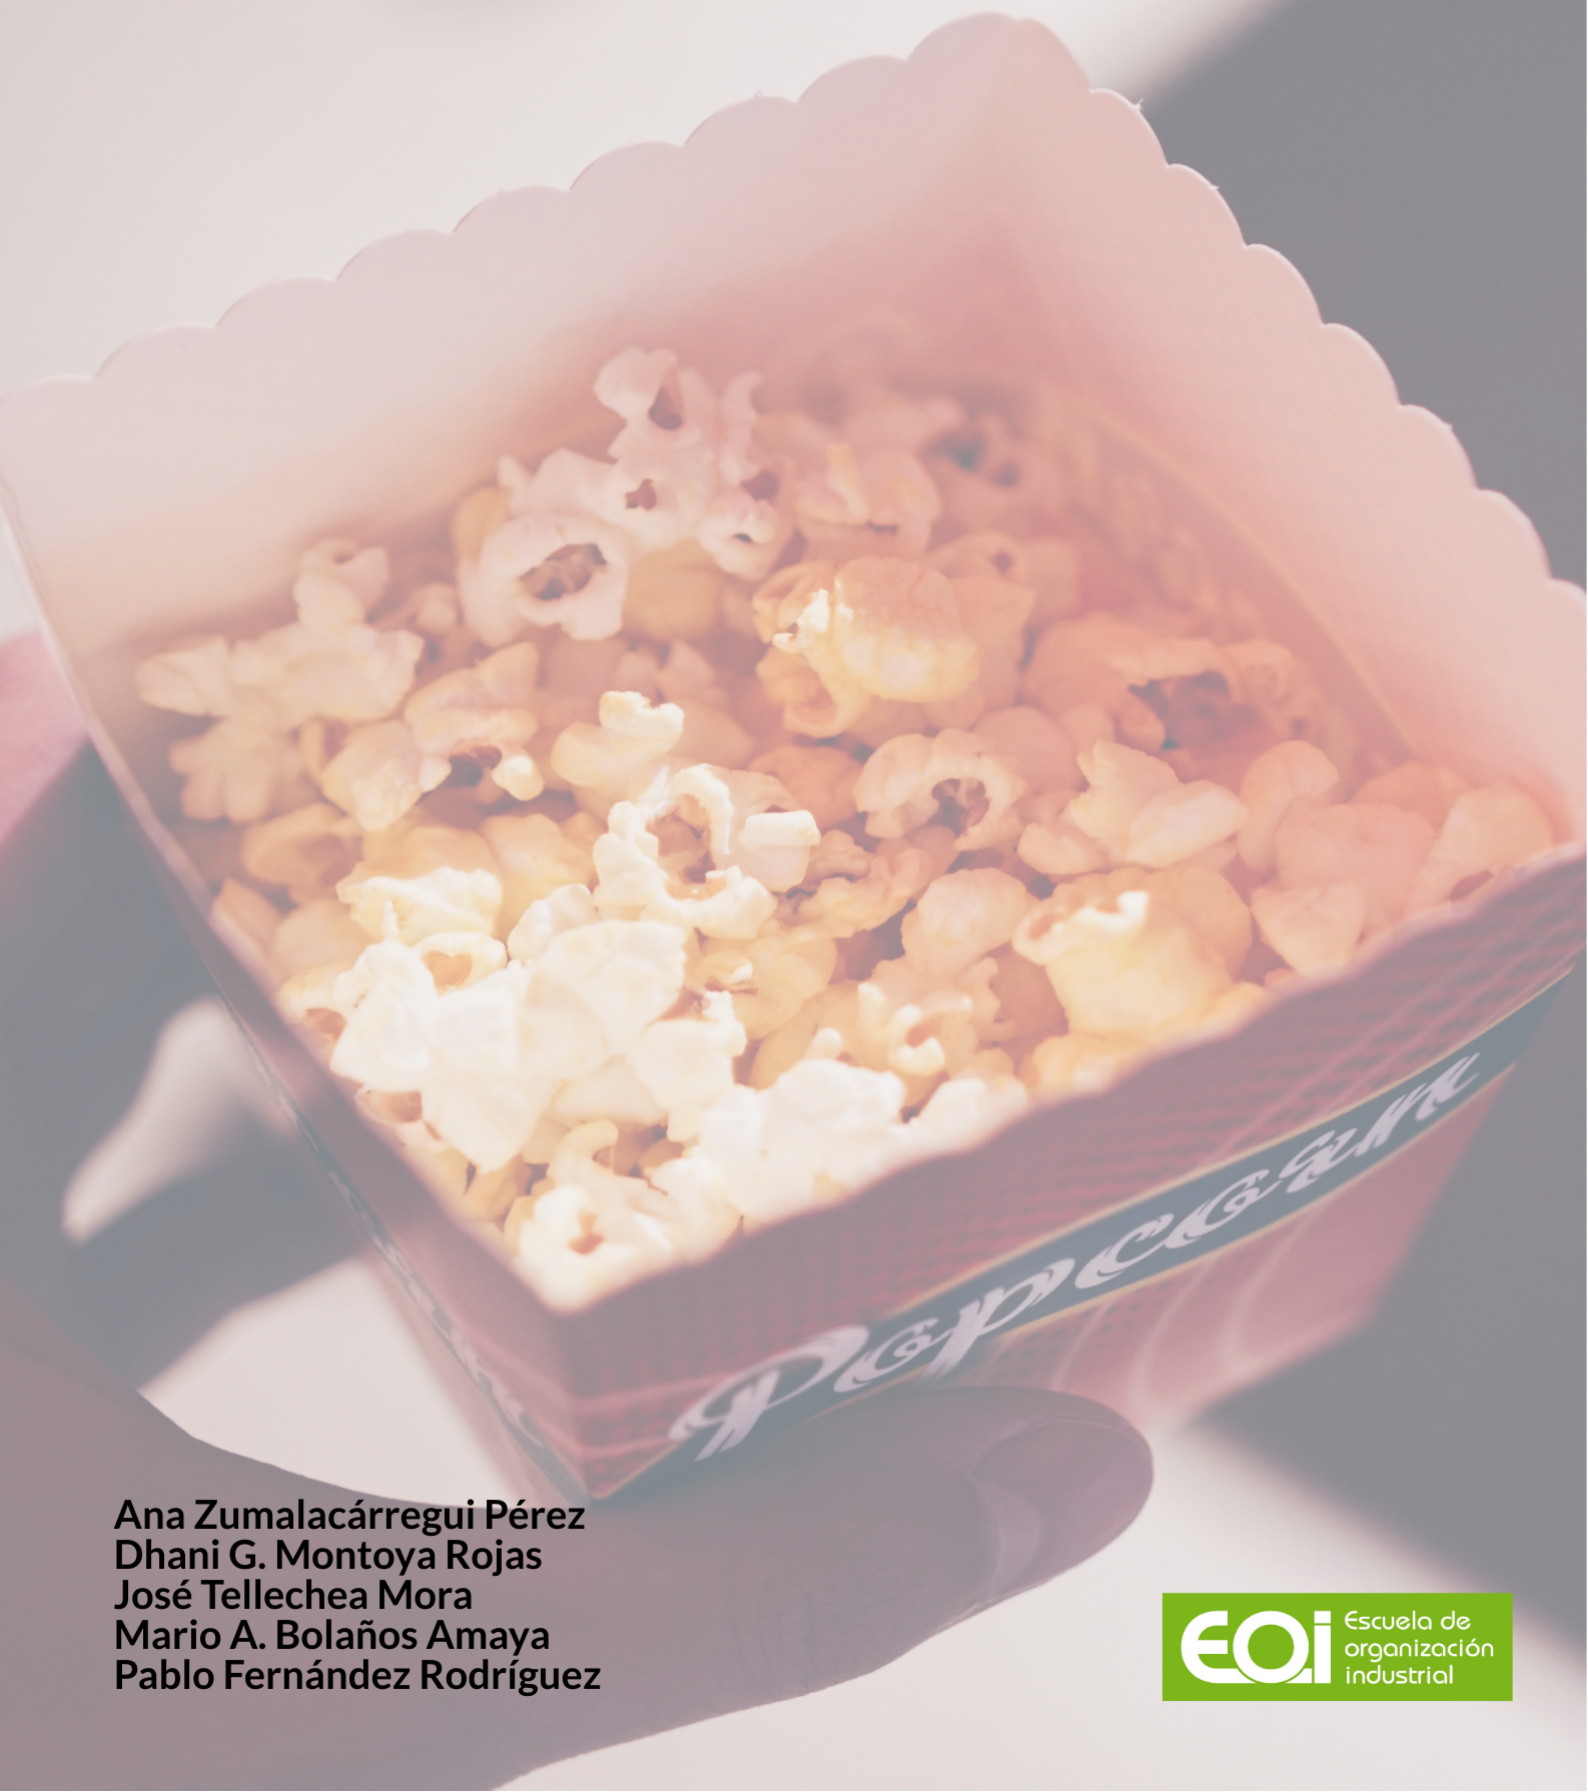 Popcorn
Ana Zumalacárregui Pérez
Dhani G. Montoya Rojas
José Tellechea Mora
Mario A. Bolaños Amaya
Pablo Fernández Rodríguez
EOi
Escuela de
organización
industrial